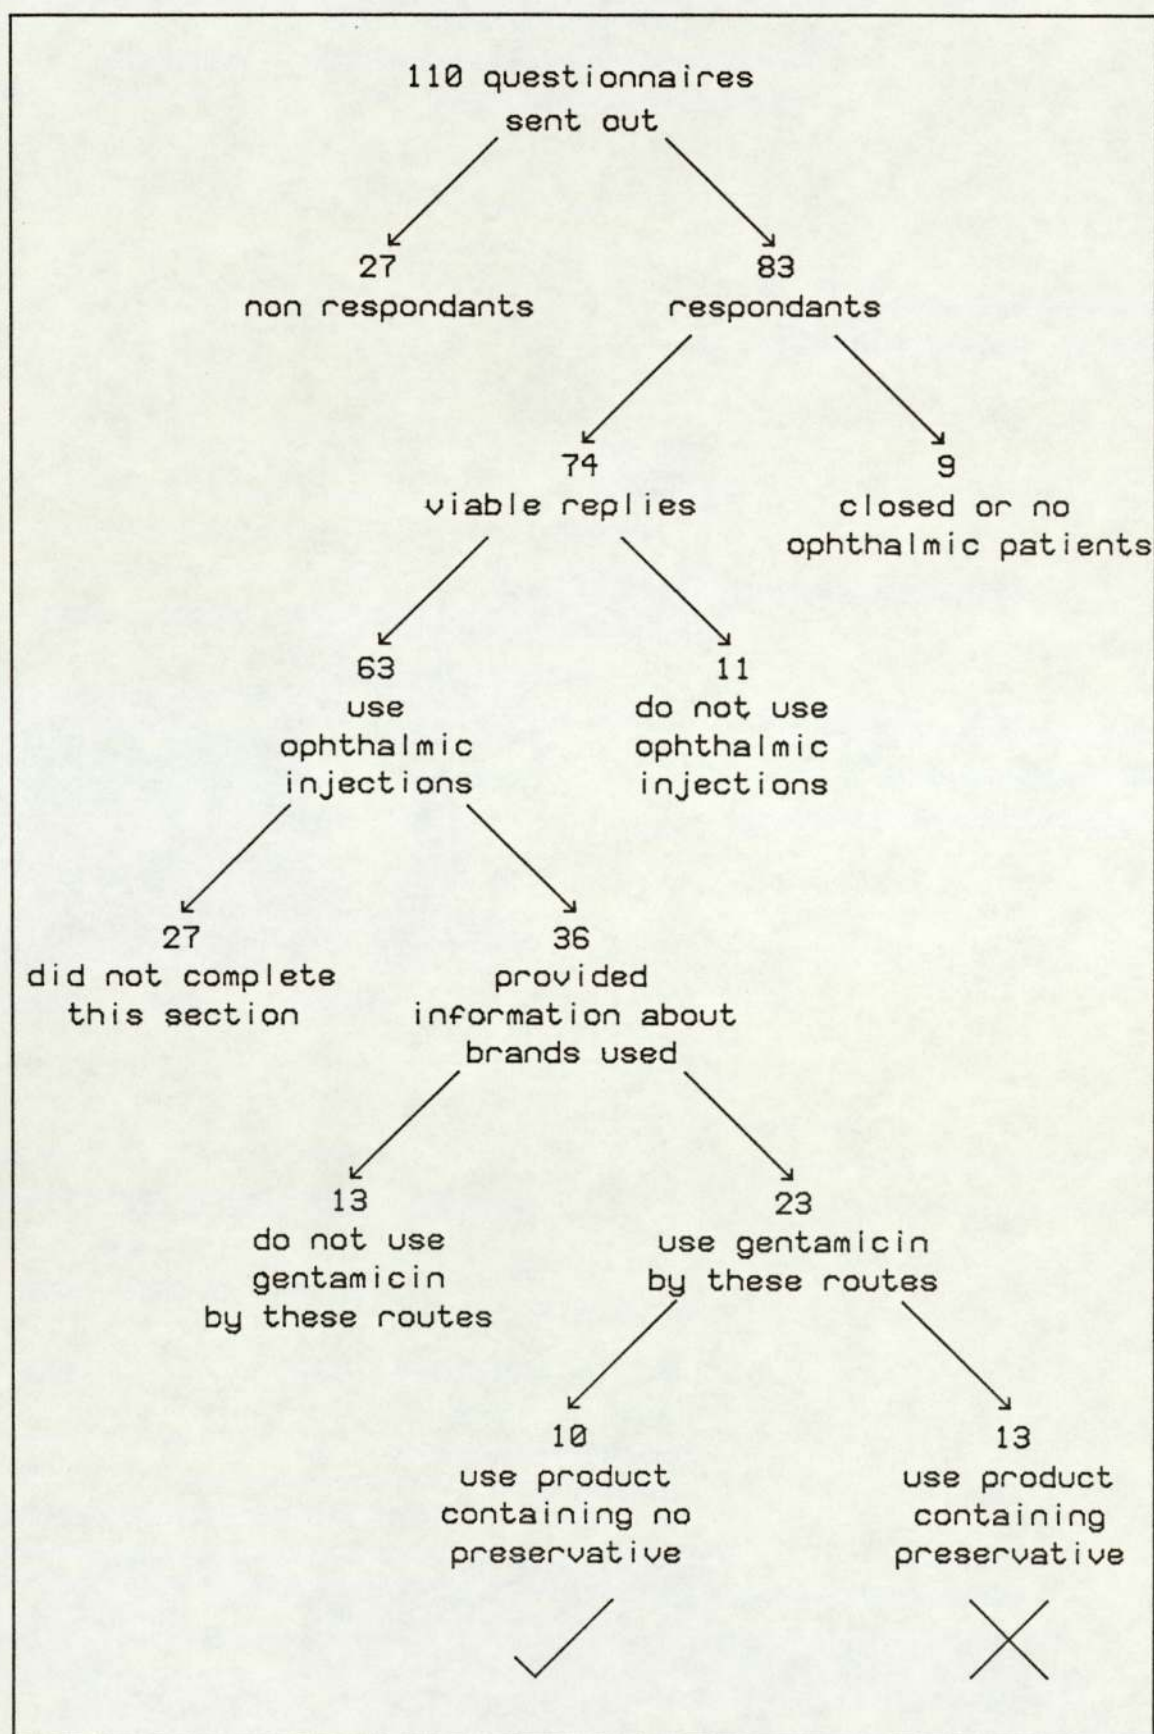 110 questionnaires
sent out
27
non respondants
83
respondants
74
viable replies
9
closed or no
ophthalmic patients
63
use
ophthalmic
injections
11
do not use
ophthalmic
injections
27
did not complete
this section
36
provided
information about
brands used
13
do not use
gentamicin
by these routes
23
use gentamicin
by these routes
10
use product
containing no
preservative
13
use product
containing
preservative